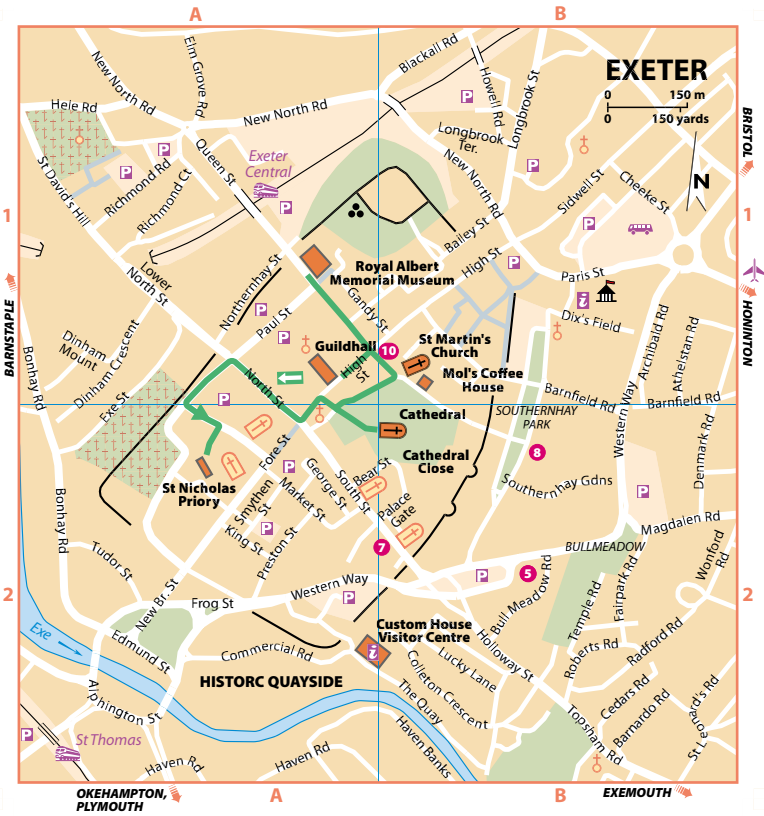 A
B
EXETER
0 150 m
0 150 yards
N
BRISTOL
New North Rd
Elm Grove Rd
Blackall Rd
Howell Rd
Longbrook St
Hele Rd
New North Rd
P
Longbrook
Ter.
Queen St
Exeter
Central
P
P
P
P
New North Rd
Sidwell St
Cheeke St
St David's Hill
Richmond Rd
Richmond Ct
P
P
1
1
Bailey St
Lower
North St
Northernhay St
Royal Albert
Memorial Museum
High St
P
Paris St
i
Gandy St
P
Paul St
P
Dix's Field
HONINTON
BARNSTAPLE
Dinham
Mount
Dinham Crescent
Guildhall
10
St Martin's
Church
High
St
Mol's Coffee
House
Archibald Rd
Athelstan Rd
Bonhay Rd
Exe St
North St
P
Barnfield Rd
Barnfield Rd
Western Way
SOUTHERNHAY
PARK
Cathedral
Fore St
8
Cathedral
Close
Denmark Rd
St Nicholas
Priory
P
George St
South St
Bear St
Southernhay Gdns
P
Smythen
St
Market St
Palace
Gate
Bonhay Rd
King St
P
Preston St
7
Magdalen Rd
BULLMEADOW
Wonford
Rd
Tudor St
New Br. St
Western Way
P
P
5
Bull Meadow Rd
Temple Rd
Fairpark Rd
2
2
Frog St
Exe
Edmund St
Commercial Rd
Custom House
Visitor Centre
i
Holloway St
Roberts Rd
Radford Rd
Lucky Lane
HISTORC QUAYSIDE
Colleton Crescent
The Quay
Cedars Rd
Barnardo Rd
St Leonard's Rd
Alphington St
P
St Thomas
Haven Rd
Haven Rd
Haven Banks
Topsham Rd
OKEHAMPTON,
PLYMOUTH
A
B
EXEMOUTH